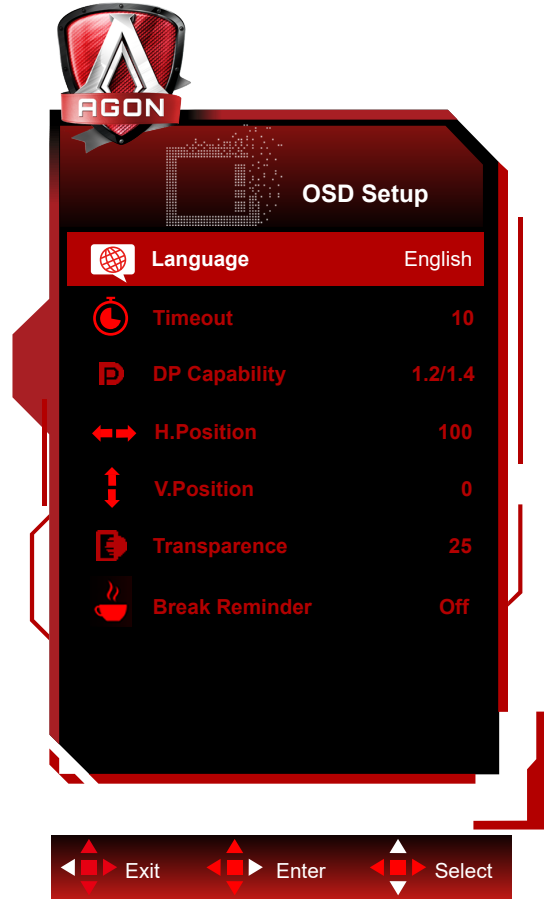 AGON
OSD Setup
Language English
Timeout 10
DP Capability 1.2/1.4
H.Position 100
V.Position 0
Transparence 25
Break Reminder Off
Exit Enter Select